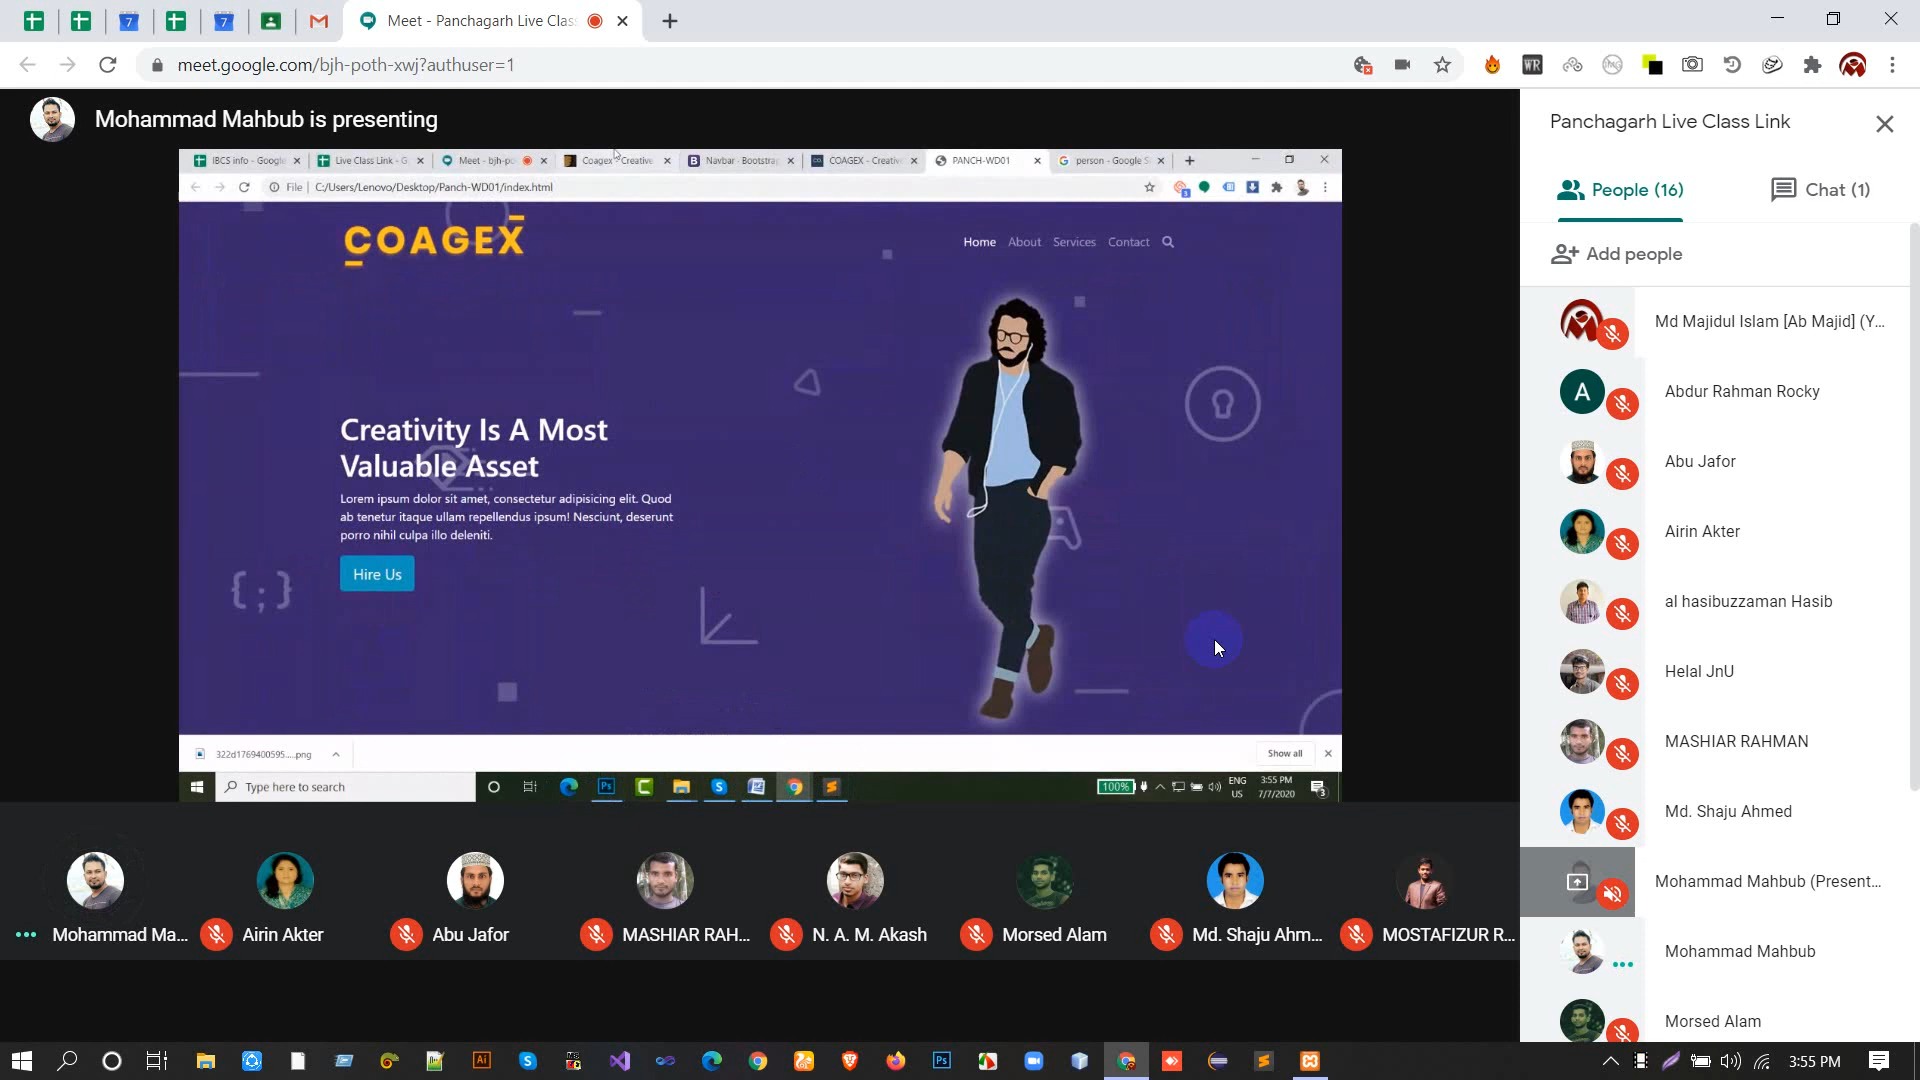 Meet - Panchagarh Live Clas
meet.google.com/bjh-poth-xwj?authuser=1
Mohammad Mahbub is presenting
IBCS info - Google
Live Class Link - G
Meet - bjh-po
Coagex - Creative
Navbar · Bootstrap
COAGEX - Creativ
PANCH-WD01
person - Google S
File | C:/Users/Lenovo/Desktop/Panch-WD01/index.html
COAGEX
Home About Services Contact
Creativity Is A Most
Valuable Asset
Lorem ipsum dolor sit amet, consectetur adipisicing elit. Quod
ab tenetur itaque ullam repellendus ipsum! Nesciunt, deserunt
porro nihil culpa illo deleniti.
Hire Us
{ ; }
322d1769400595....png
Show all
Type here to search
100%
ENG
US
3:55 PM
7/7/2020
3
Mohammad Ma...
Airin Akter
Abu Jafor
MASHIAR RAH...
N. A. M. Akash
Morsed Alam
Md. Shaju Ahm...
MOSTAFIZUR R...
Panchagarh Live Class Link
People (16)
Chat (1)
Add people
Md Majidul Islam [Ab Majid] (Y...
A
Abdur Rahman Rocky
Abu Jafor
Airin Akter
al hasibuzzaman Hasib
Helal JnU
MASHIAR RAHMAN
Md. Shaju Ahmed
Mohammad Mahbub (Present...
Mohammad Mahbub
Morsed Alam
3:55 PM